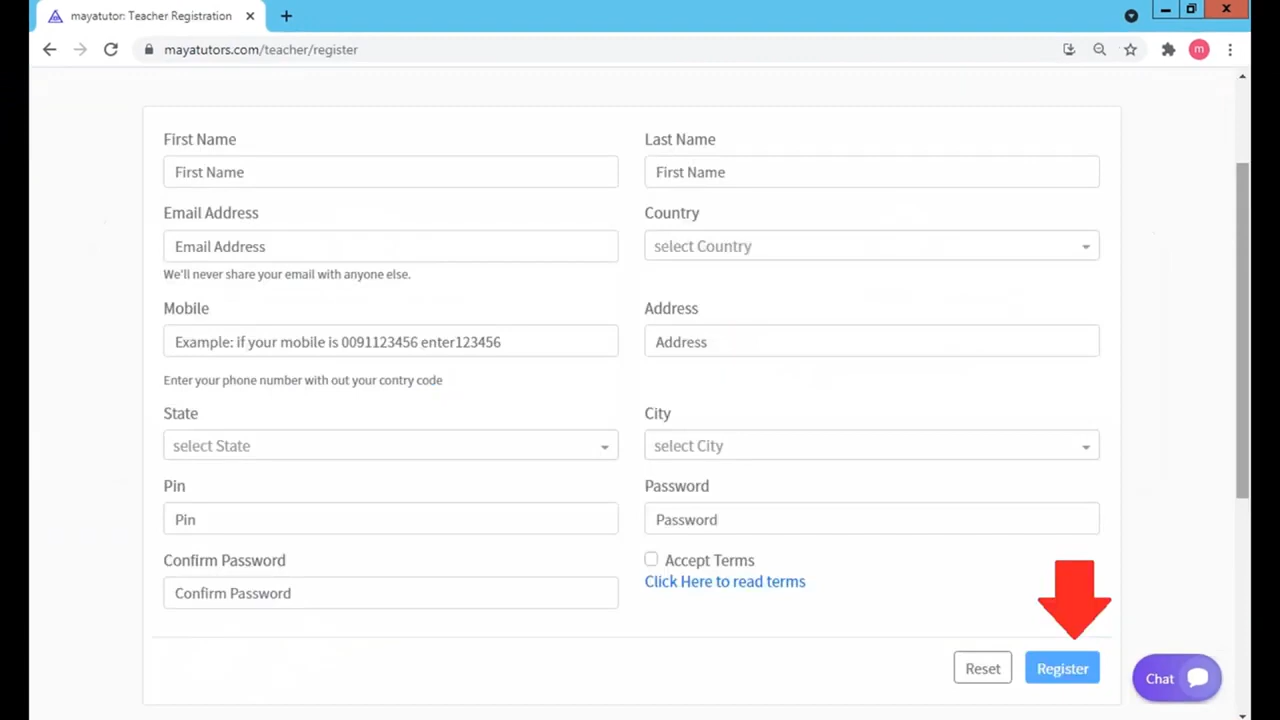 mayatutor: Teacher Registration
mayatutors.com/teacher/register
m
First Name
Last Name
First Name
First Name
Email Address
Country
Email Address
select Country
We'll never share your email with anyone else.
Mobile
Address
Example: if your mobile is 0091123456 enter123456
Address
Enter your phone number with out your contry code
State
City
select State
select City
Pin
Password
Pin
Password
Confirm Password
Accept Terms
Click Here to read terms
Confirm Password
Reset
Register
Chat